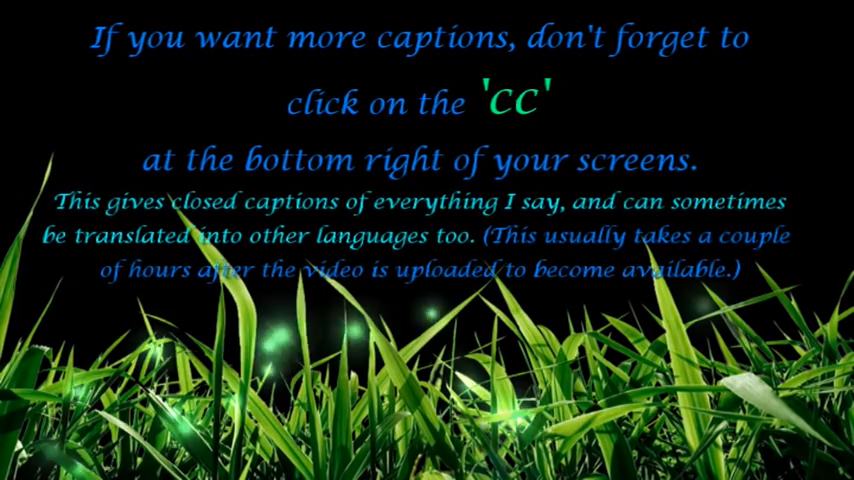 If you want more captions, don't forget to
click on the 'cc'
at the bottom right of your screens.
This gives closed captions of everything I say, and can sometimes
be translated into other languages too. (This usually takes a couple
of hours after the video is uploaded to become available.)